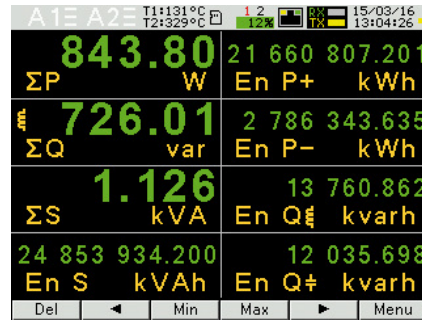 A1 A2 T1:131°C T2:329°C 1 2 12% RX TX 15/03/16 13:04:26
843.80 21 660 807.201
ΣP W En P+ kWh
726.01 2 786 343.635
ΣQ var En P− kWh
1.126 13 760.862
ΣS kVA En Q kvarh
24 853 934.200 12 035.698
En S kVAh En Q kvarh
Del ◄ Min Max ► Menu